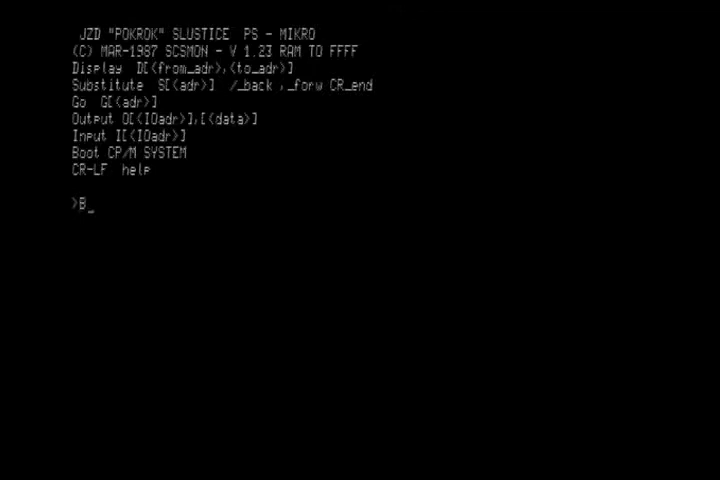 JZD "POKROK" SLUSTICE  PS - MIKRO
(C) MAR-1987 SCSMON - V 1.23 RAM TO FFFF
Display  D[<from_adr>,<to_adr>]
Substitute  S[<adr>]  /_back ,_forw CR_end
Go  G[<adr>]
Output O[<IOadr>],[<data>]
Input I[<IOadr>]
Boot CP/M SYSTEM
CR-LF  help
>B_